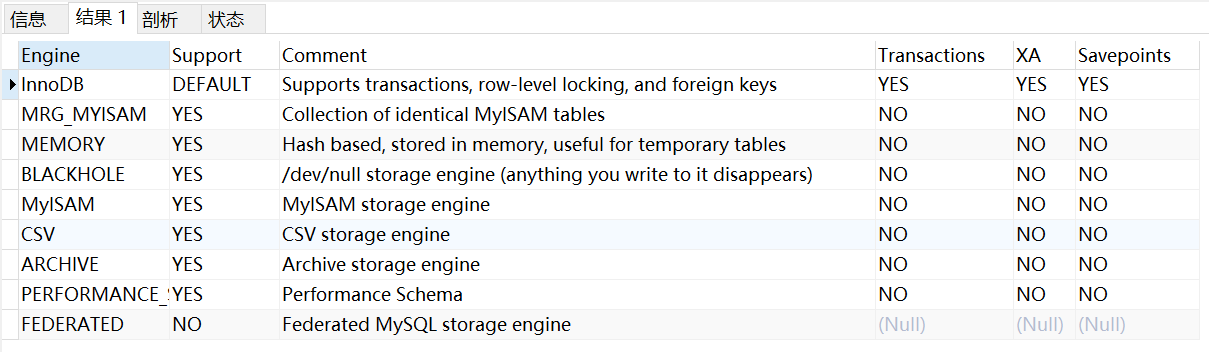 信息 结果 1 剖析 状态
Engine Support Comment Transactions XA Savepoints
InnoDB DEFAULT Supports transactions, row-level locking, and foreign keys YES YES YES
MRG_MYISAM YES Collection of identical MyISAM tables NO NO NO
MEMORY YES Hash based, stored in memory, useful for temporary tables NO NO NO
BLACKHOLE YES /dev/null storage engine (anything you write to it disappears) NO NO NO
MyISAM YES MyISAM storage engine NO NO NO
CSV YES CSV storage engine NO NO NO
ARCHIVE YES Archive storage engine NO NO NO
PERFORMANCE_ YES Performance Schema NO NO NO
FEDERATED NO Federated MySQL storage engine (Null) (Null) (Null)